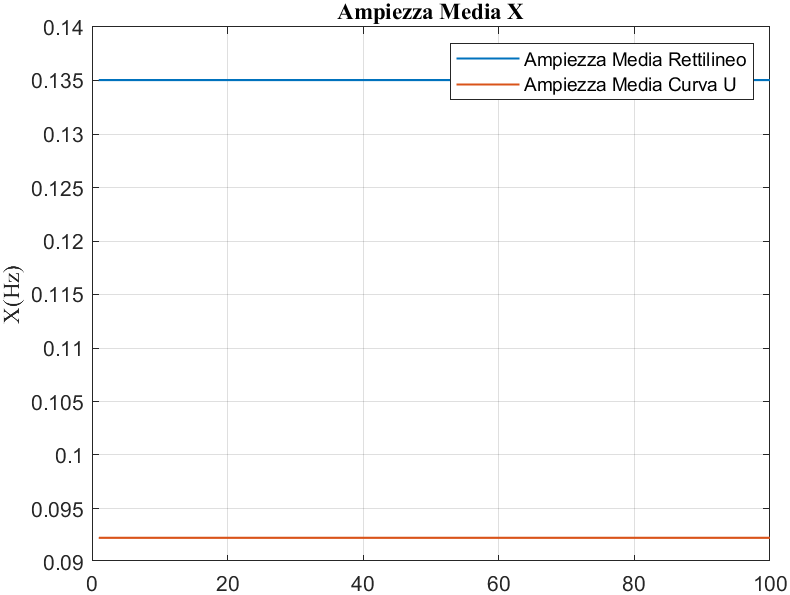 Ampiezza Media X
0.14
0.135
0.13
0.125
0.12
0.115
0.11
0.105
0.1
0.095
0.09
X(Hz)
Ampiezza Media Rettilineo
Ampiezza Media Curva U
0 20 40 60 80 100